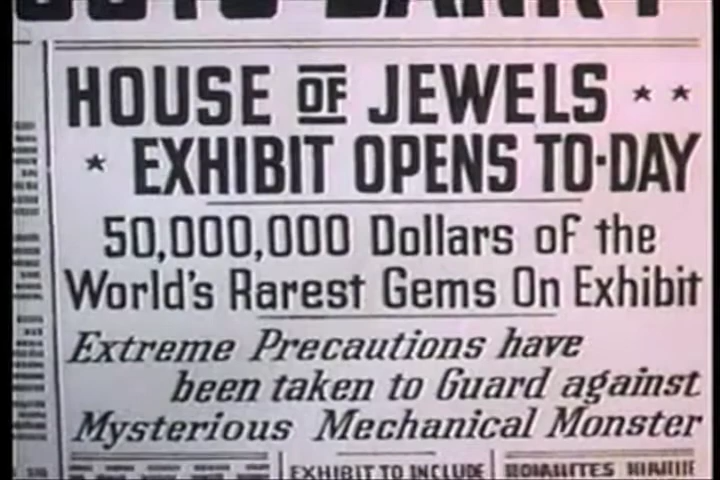 HOUSE OF JEWELS
EXHIBIT OPENS TO-DAY
50,000,000 Dollars of the
World's Rarest Gems On Exhibit
Extreme Precautions have
been taken to Guard against
Mysterious Mechanical Monster
EXHIBIT TO INCLUDE